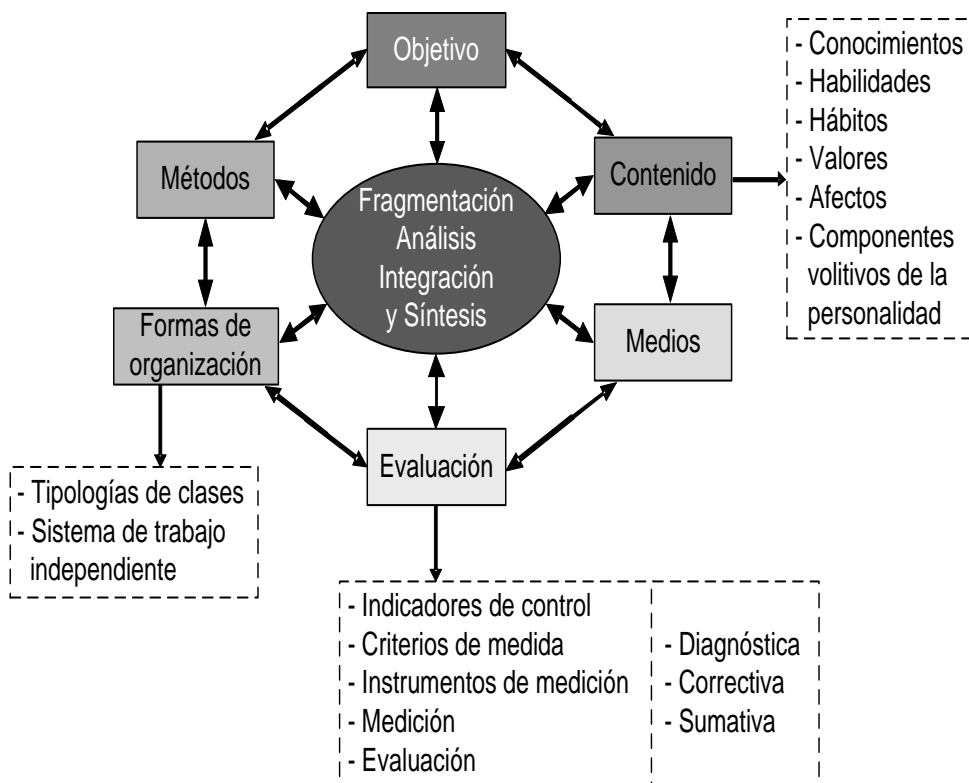 Objetivo
Métodos
Contenido
Fragmentación
Análisis
Integración
y Síntesis
Formas de
organización
Medios
Evaluación
- Conocimientos
- Habilidades
- Hábitos
- Valores
- Afectos
- Componentes
volitivos de la
personalidad
- Tipologías de clases
- Sistema de trabajo
independiente
- Indicadores de control
- Criterios de medida
- Instrumentos de medición
- Medición
- Evaluación
- Diagnóstica
- Correctiva
- Sumativa